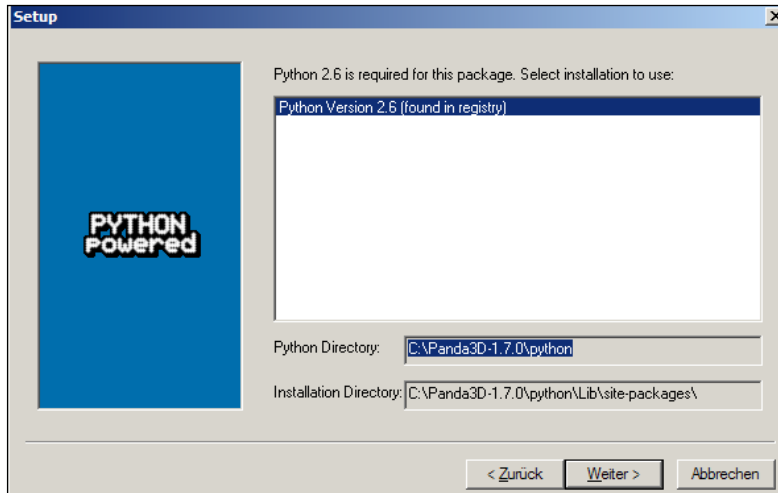 Setup
Python 2.6 is required for this package. Select installation to use:
Python Version 2.6 (found in registry)
PYTHON
powered
Python Directory: C:\Panda3D-1.7.0\python
Installation Directory: C:\Panda3D-1.7.0\python\Lib\site-packages\
< Zurück Weiter > Abbrechen